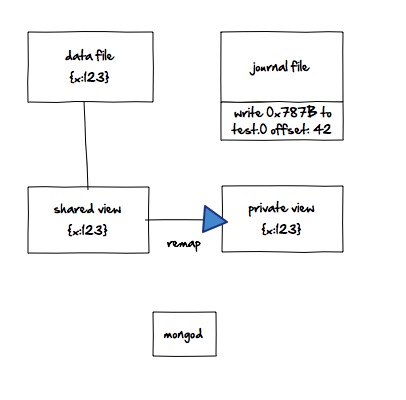 data file
{x:123}
journal file
write 0x787B to
test.0 offset: 42
shared view
{x:123}
remap
private view
{x:123}
mongod